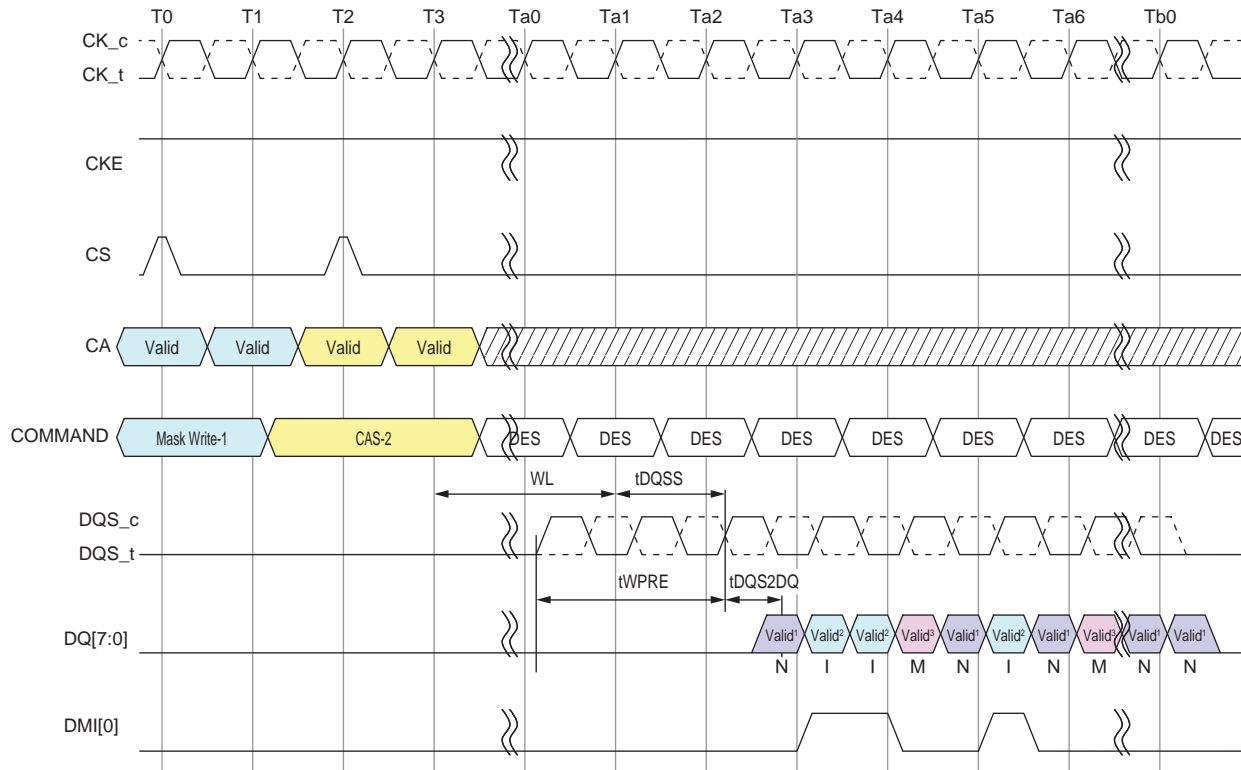 T0 T1 T2 T3 Ta0 Ta1 Ta2 Ta3 Ta4 Ta5 Ta6 Tb0
CK_c
CK_t
CKE
CS
CA Valid Valid Valid Valid
COMMAND Mask Write-1 CAS-2 DES DES DES DES DES DES DES DES DES
WL tDQSS
DQS_c
DQS_t
tWPRE tDQS2DQ
DQ[7:0] Valid¹ Valid² Valid² Valid³ Valid¹ Valid² Valid¹ Valid³ Valid¹ Valid¹
N I I M N I N M N N
DMI[0]